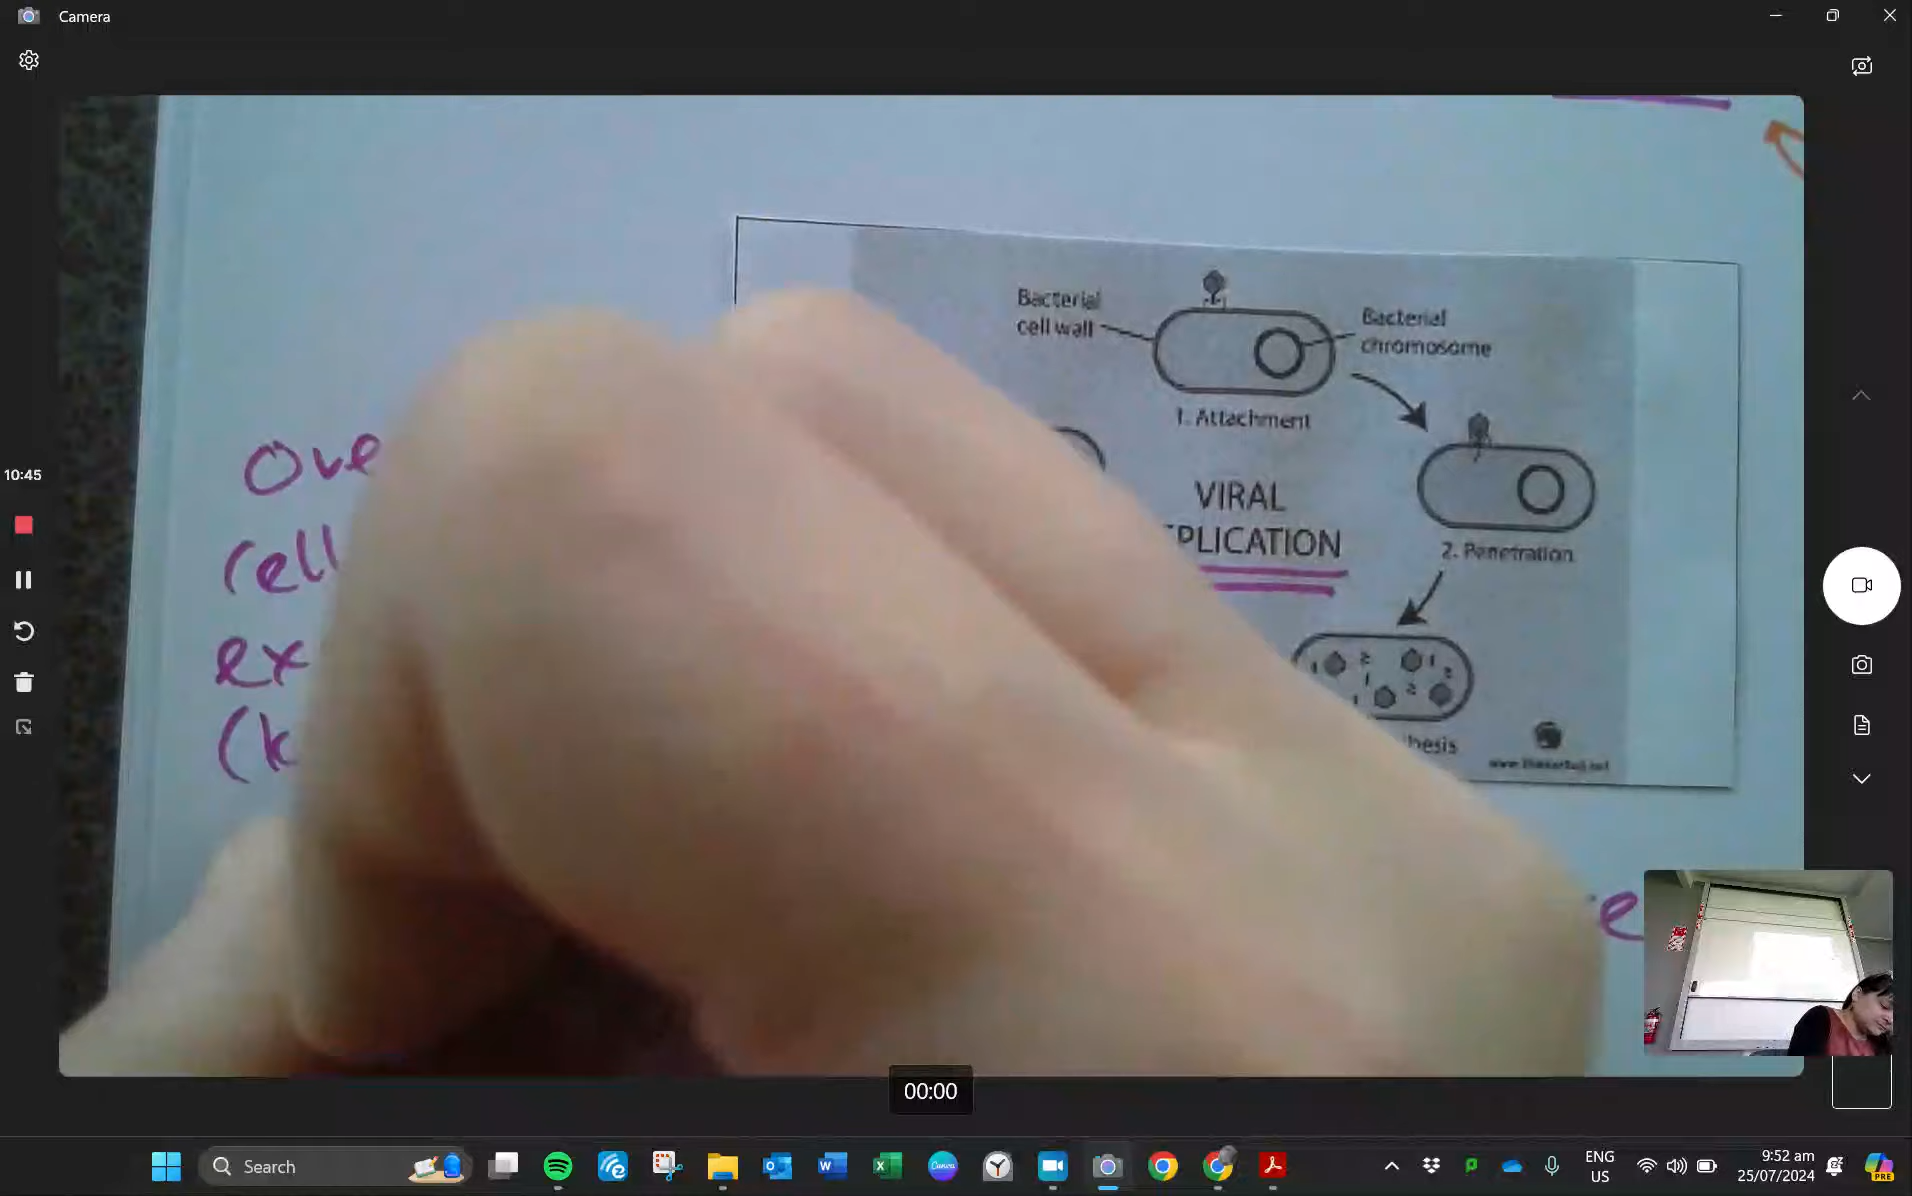 Camera
Bacterial
cell wall
Bacterial
chromosome
1. Attachment
VIRAL
PLICATION
2. Penetration
hesis
Ove
cell
ex
(k
e
10:45
00:00
Search
ENG
US
9:52 am
25/07/2024